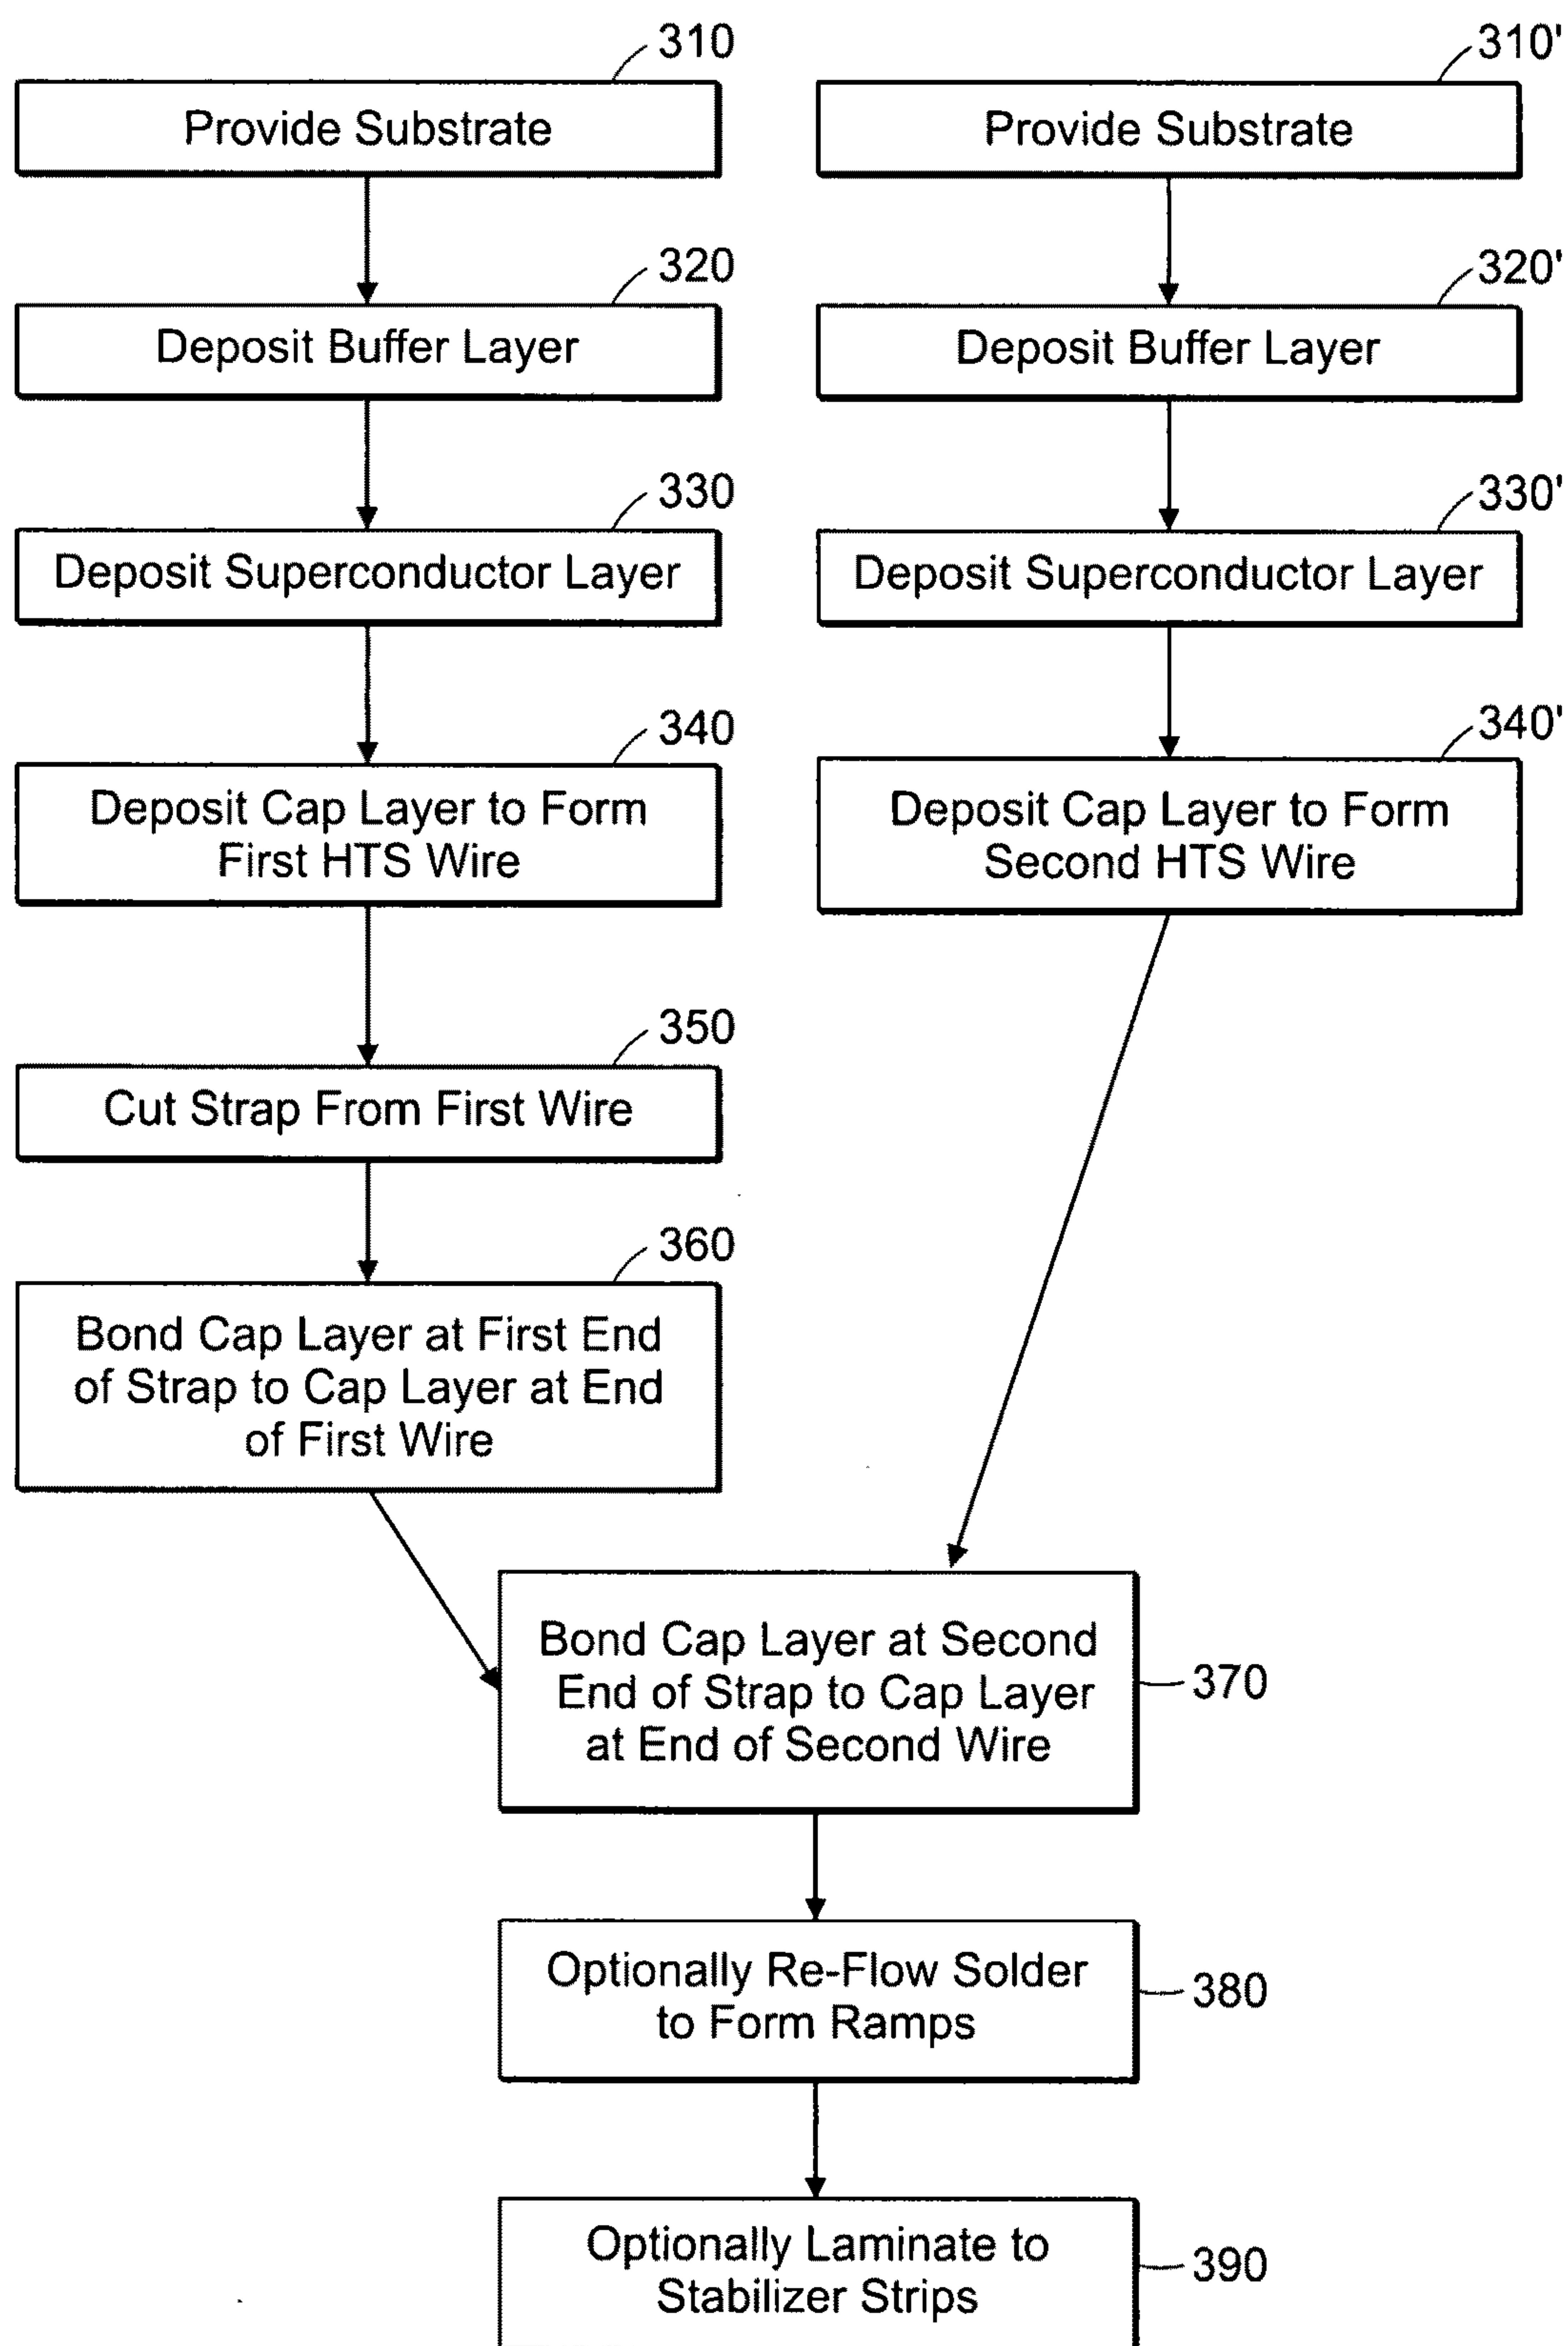 310
Provide Substrate
320
Deposit Buffer Layer
330
Deposit Superconductor Layer
340
Deposit Cap Layer to Form
First HTS Wire
350
Cut Strap From First Wire
360
Bond Cap Layer at First End
of Strap to Cap Layer at End
of First Wire
310'
Provide Substrate
320'
Deposit Buffer Layer
330'
Deposit Superconductor Layer
340'
Deposit Cap Layer to Form
Second HTS Wire
Bond Cap Layer at Second
End of Strap to Cap Layer
at End of Second Wire
370
Optionally Re-Flow Solder
to Form Ramps
380
Optionally Laminate to
Stabilizer Strips
390